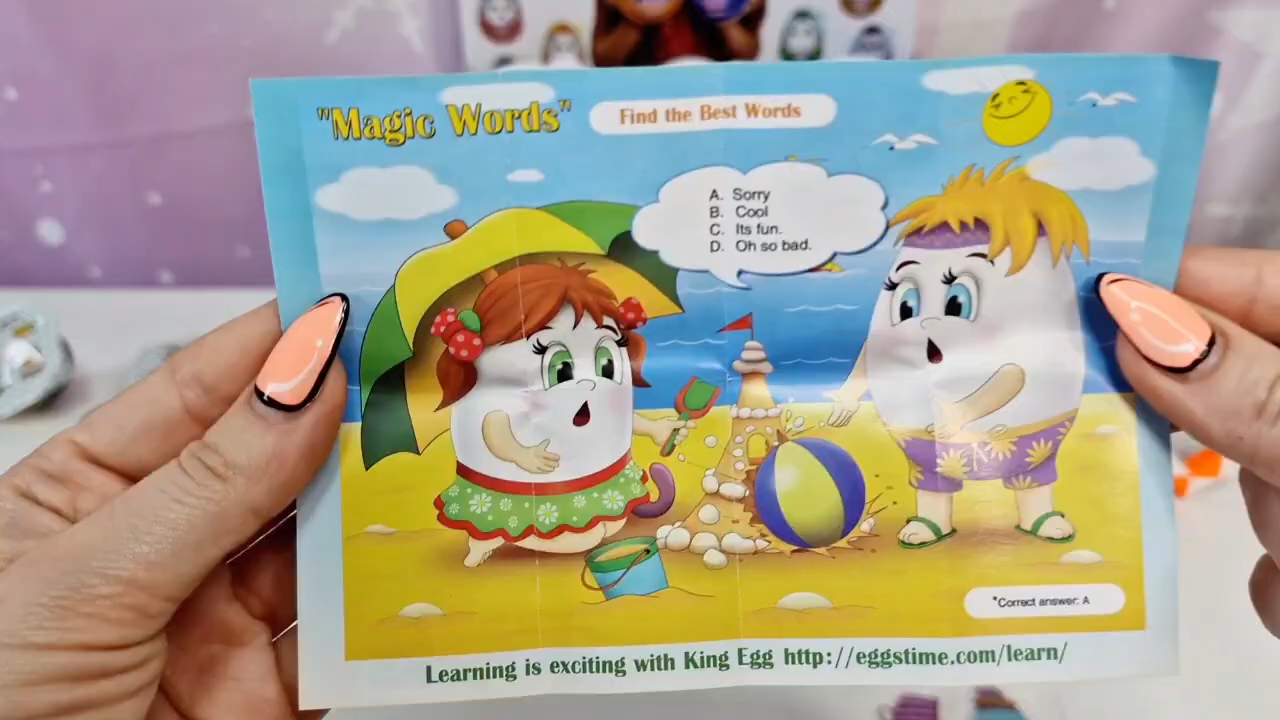 "Magic Words"
Find the Best Words
A. Sorry
B. Cool
C. Its fun.
D. Oh so bad.
*Correct answer: A
Learning is exciting with King Egg http://eggstime.com/learn/